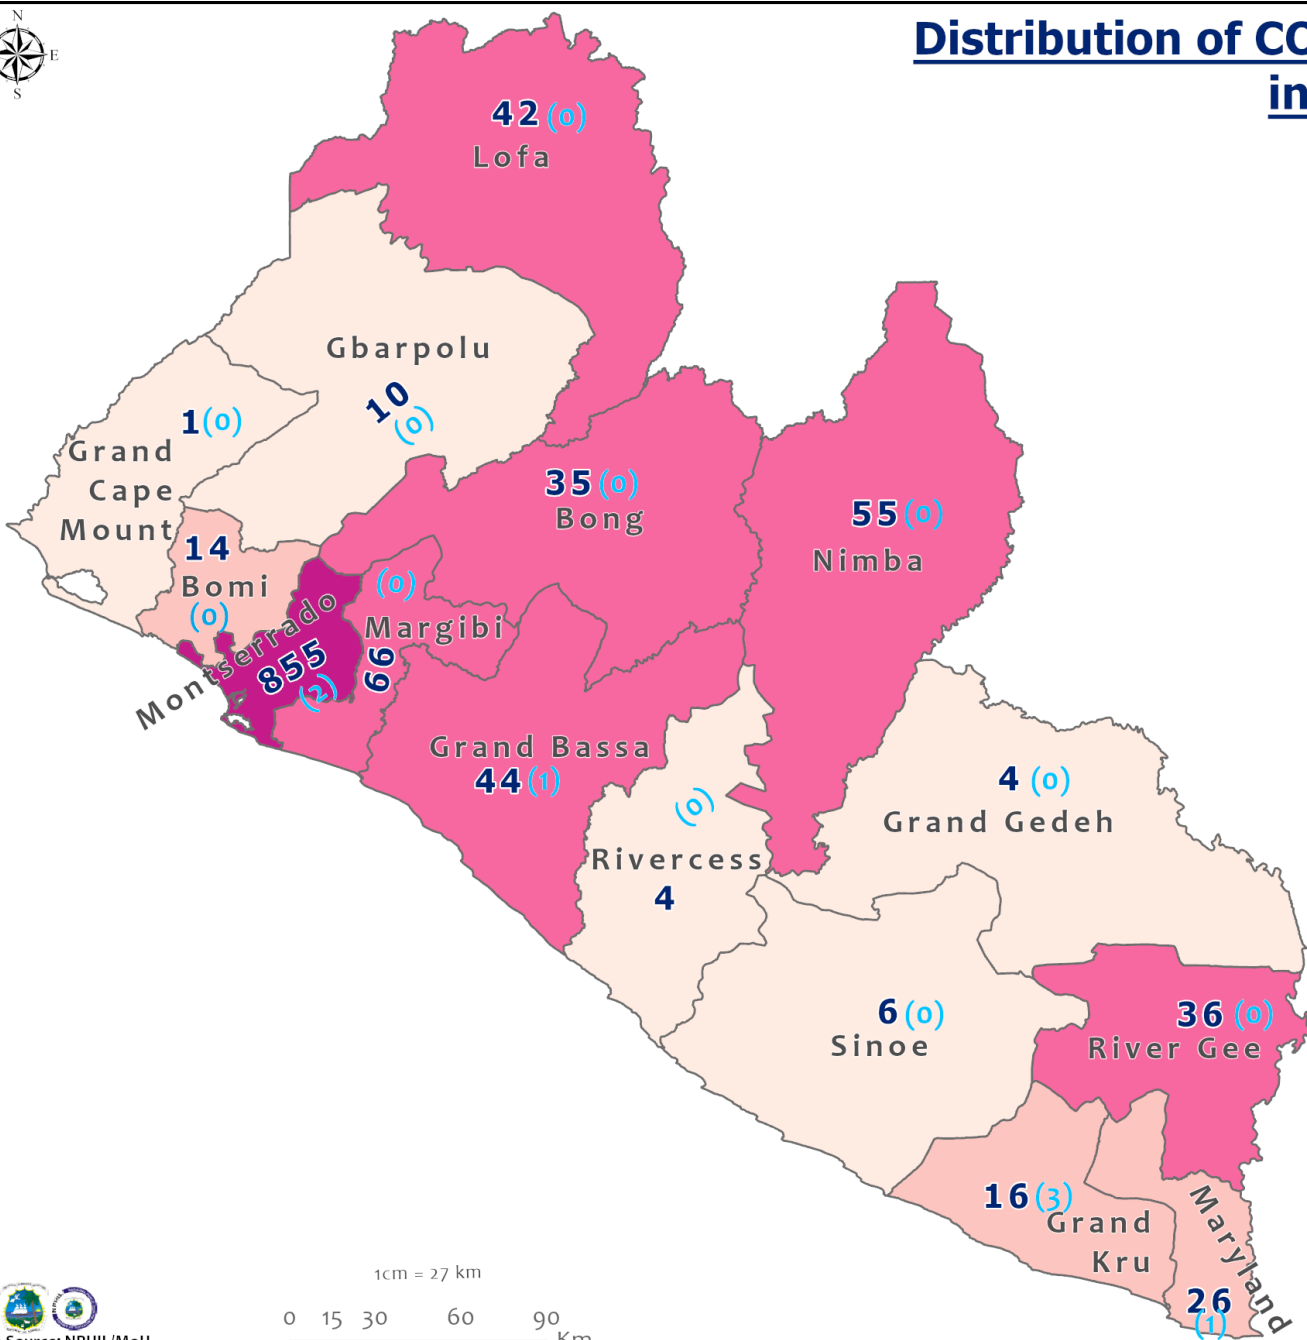 N
E
S
Distribution of CO
in
42 (0)
Lofa
Gbarpolu
10
(0)
1 (0)
Grand
Cape
Mount
35 (0)
Bong
55 (0)
Nimba
14
Bomi
(0)
Montserrado
855
(2)
(0)
Margibi
66
Grand Bassa
44 (1)
(0)
Rivercess
4
4 (0)
Grand Gedeh
6 (0)
Sinoe
36 (0)
River Gee
16 (3)
Grand
Kru
Maryland
26
(1)
1cm = 27 km
0 15 30 60 90
Km
Source: NPHIL/MoH